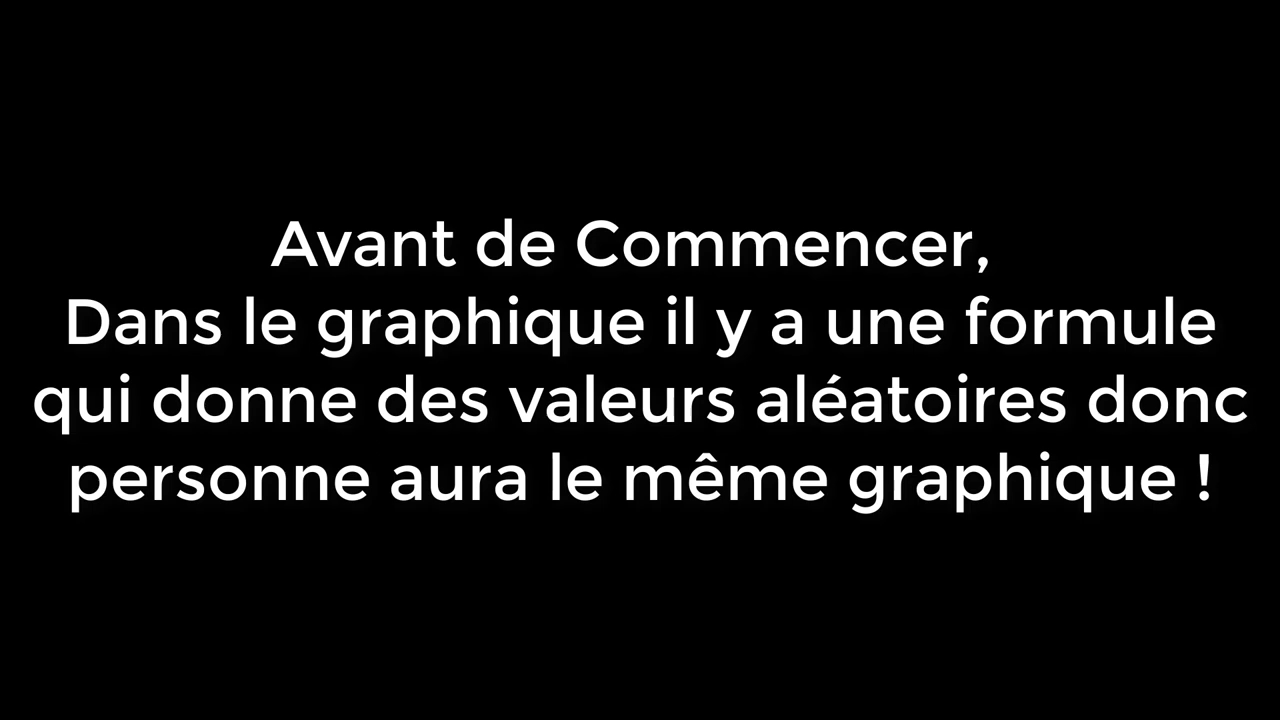 Avant de Commencer,
Dans le graphique il y a une formule
qui donne des valeurs aléatoires donc
personne aura le même graphique !